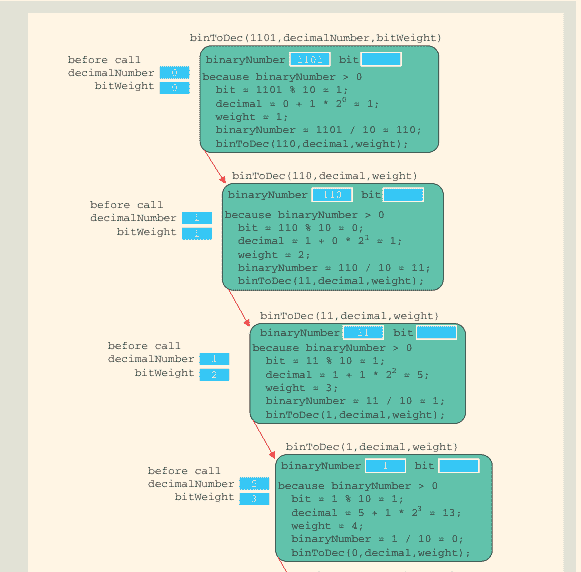 binToDec(1101,decimalNumber,bitWeight)
before call
decimalNumber 0
bitWeight 0
binaryNumber 1101 bit
because binaryNumber > 0
bit = 1101 % 10 = 1;
decimal = 0 + 1 * 2⁰ = 1;
weight = 1;
binaryNumber = 1101 / 10 = 110;
binToDec(110,decimal,weight);
binToDec(110,decimal,weight)
before call
decimalNumber 1
bitWeight 1
binaryNumber 110 bit
because binaryNumber > 0
bit = 110 % 10 = 0;
decimal = 1 + 0 * 2¹ = 1;
weight = 2;
binaryNumber = 110 / 10 = 11;
binToDec(11,decimal,weight);
binToDec(11,decimal,weight)
before call
decimalNumber 1
bitWeight 2
binaryNumber 11 bit
because binaryNumber > 0
bit = 11 % 10 = 1;
decimal = 1 + 1 * 2² = 5;
weight = 3;
binaryNumber = 11 / 10 = 1;
binToDec(1,decimal,weight);
binToDec(1,decimal,weight)
before call
decimalNumber 5
bitWeight 3
binaryNumber 1 bit
because binaryNumber > 0
bit = 1 % 10 = 1;
decimal = 5 + 1 * 2³ = 13;
weight = 4;
binaryNumber = 1 / 10 = 0;
binToDec(0,decimal,weight);